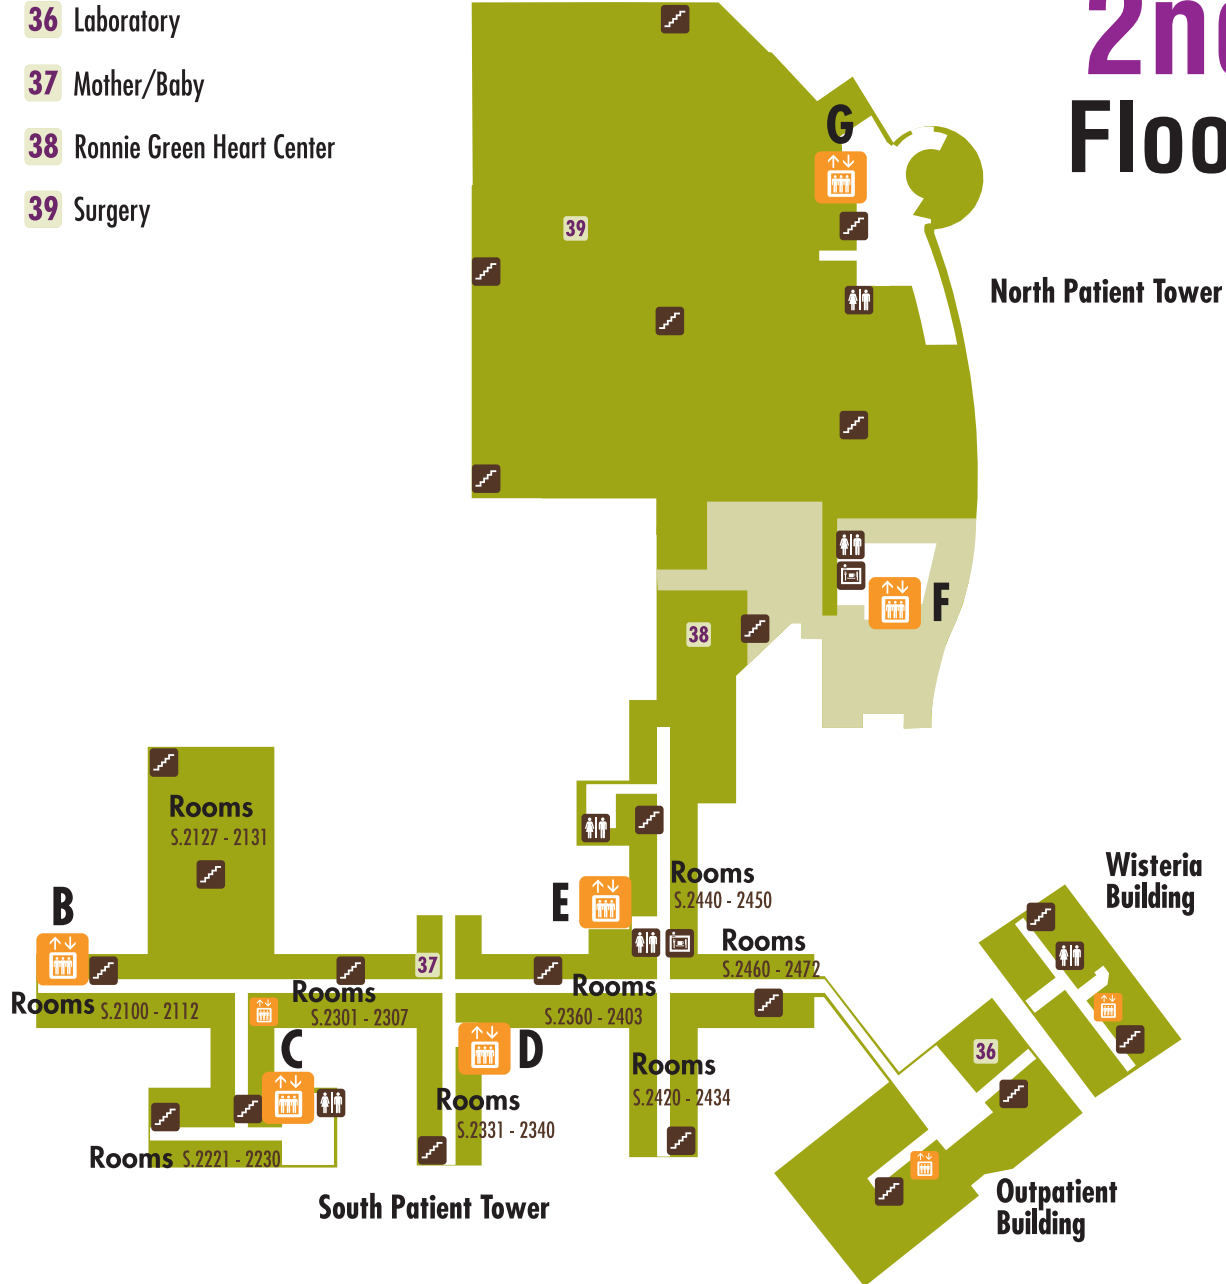 36 Laboratory
37 Mother/Baby
38 Ronnie Green Heart Center
39 Surgery
Floo
G
39
North Patient Tower
F
38
Rooms
S.2127 - 2131
B
E
Rooms
S.2440 - 2450
Wisteria
Building
Rooms
S.2460 - 2472
37
Rooms S.2100 - 2112
Rooms
S.2301 - 2307
Rooms
S.2360 - 2403
C
D
36
Rooms
S.2420 - 2434
Rooms
S.2331 - 2340
Rooms S.2221 - 2230
South Patient Tower
Outpatient
Building